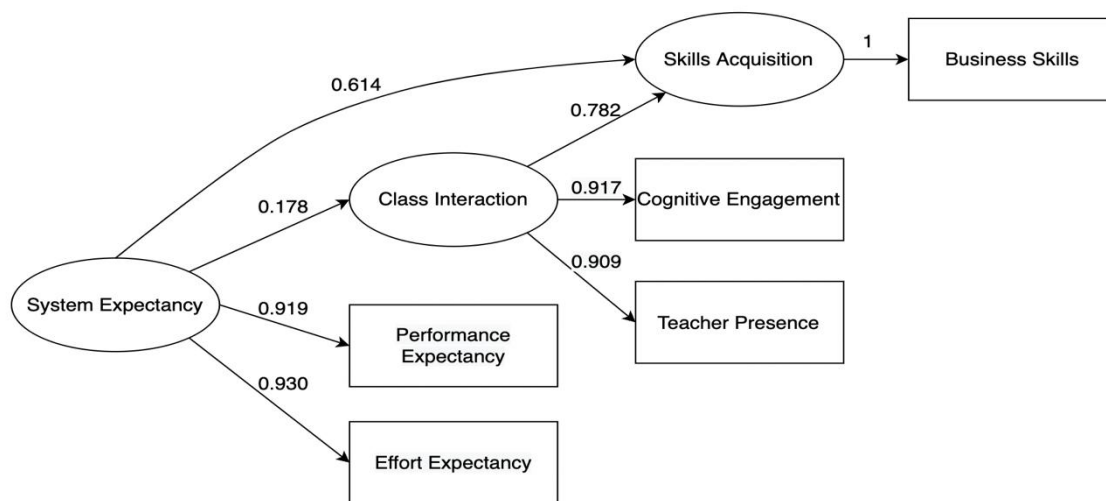 Skills Acquisition
1
Business Skills
0.614
0.782
Class Interaction
0.917
Cognitive Engagement
0.178
0.909
System Expectancy
0.919
Performance
Expectancy
Teacher Presence
0.930
Effort Expectancy